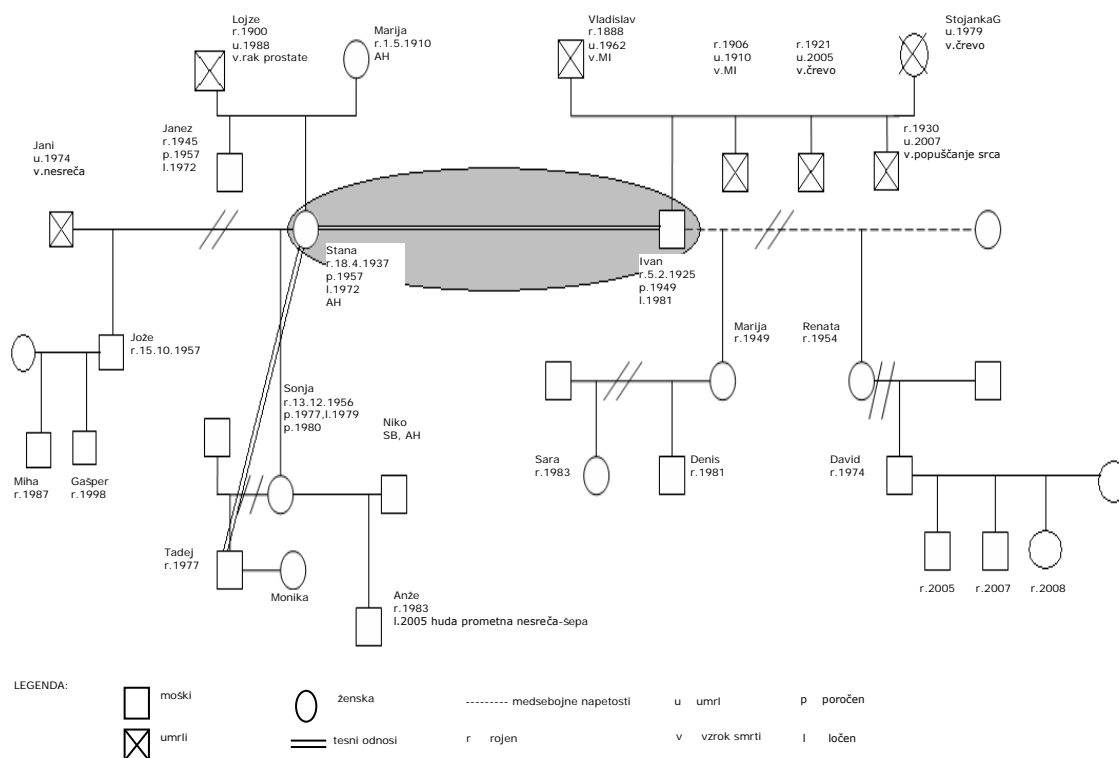 Lojze
r.1900
u.1988
v.rak prostate
Marija
r.1.5.1910
AH
Vladislav
r.1888
u.1962
v.MI
r.1906
u.1910
v.MI
r.1921
u.2005
v.črevo
StojankaG
u.1979
v.črevo
Jani
u.1974
v.nesreča
Janez
r.1945
p.1957
l.1972
r.1930
u.2007
v.popuščanje srca
Stana
r.18.4.1937
p.1957
l.1972
AH
Ivan
r.5.2.1925
p.1949
l.1981
Jože
r.15.10.1957
Marija
r.1949
Renata
r.1954
Sonja
r.13.12.1956
p.1977,l.1979
p.1980
Niko
SB, AH
Miha
r.1987
Gašper
r.1998
Sara
r.1983
Denis
r.1981
David
r.1974
Tadej
r.1977
Monika
Anže
r.1983
l.2005 huda prometna nesreča-šepa
r.2005
r.2007
r.2008
LEGENDA:
moški
ženska
--------- medsebojne napetosti
u umrl
p poročen
umrli
tesni odnosi
r rojen
v vzrok smrti
l ločen